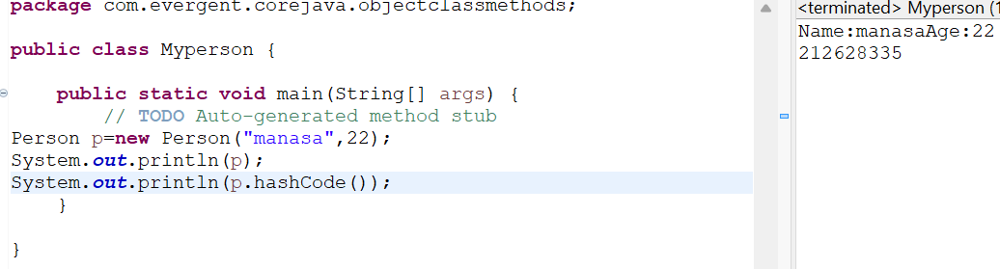 package com.evergent.corejava.objectclassmethods;
public class Myperson {
public static void main(String[] args) {
// TODO Auto-generated method stub
Person p=new Person("manasa",22);
System.out.println(p);
System.out.println(p.hashCode());
}
}
<terminated> Myperson (1
Name:manasaAge:22
212628335